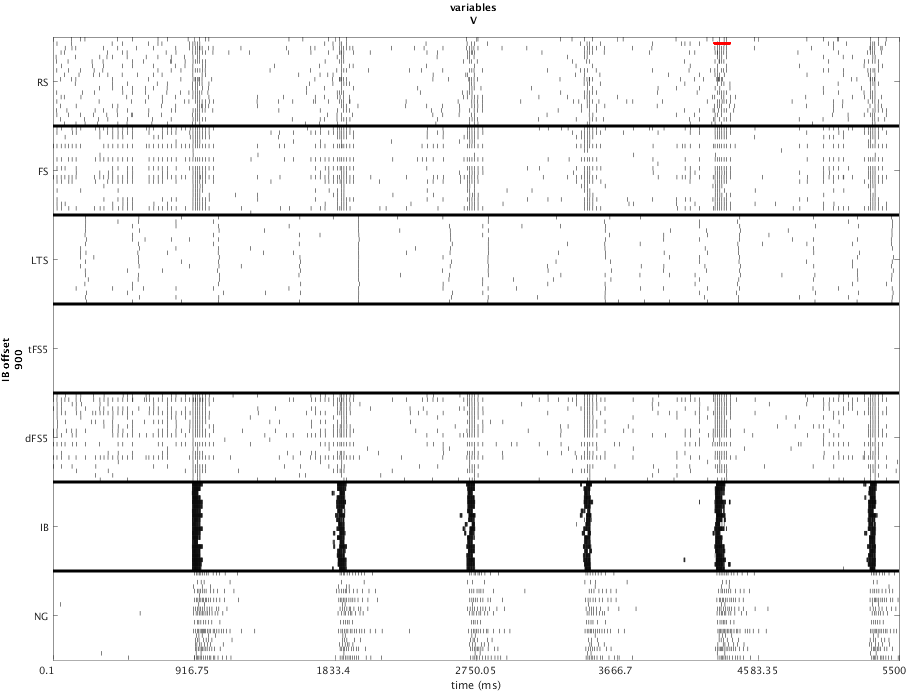 variables
V
RS
FS
LTS
tFS5
dFS5
IB
NG
IB offset
900
0.1 916.75 1833.4 2750.05 3666.7 4583.35 5500
time (ms)